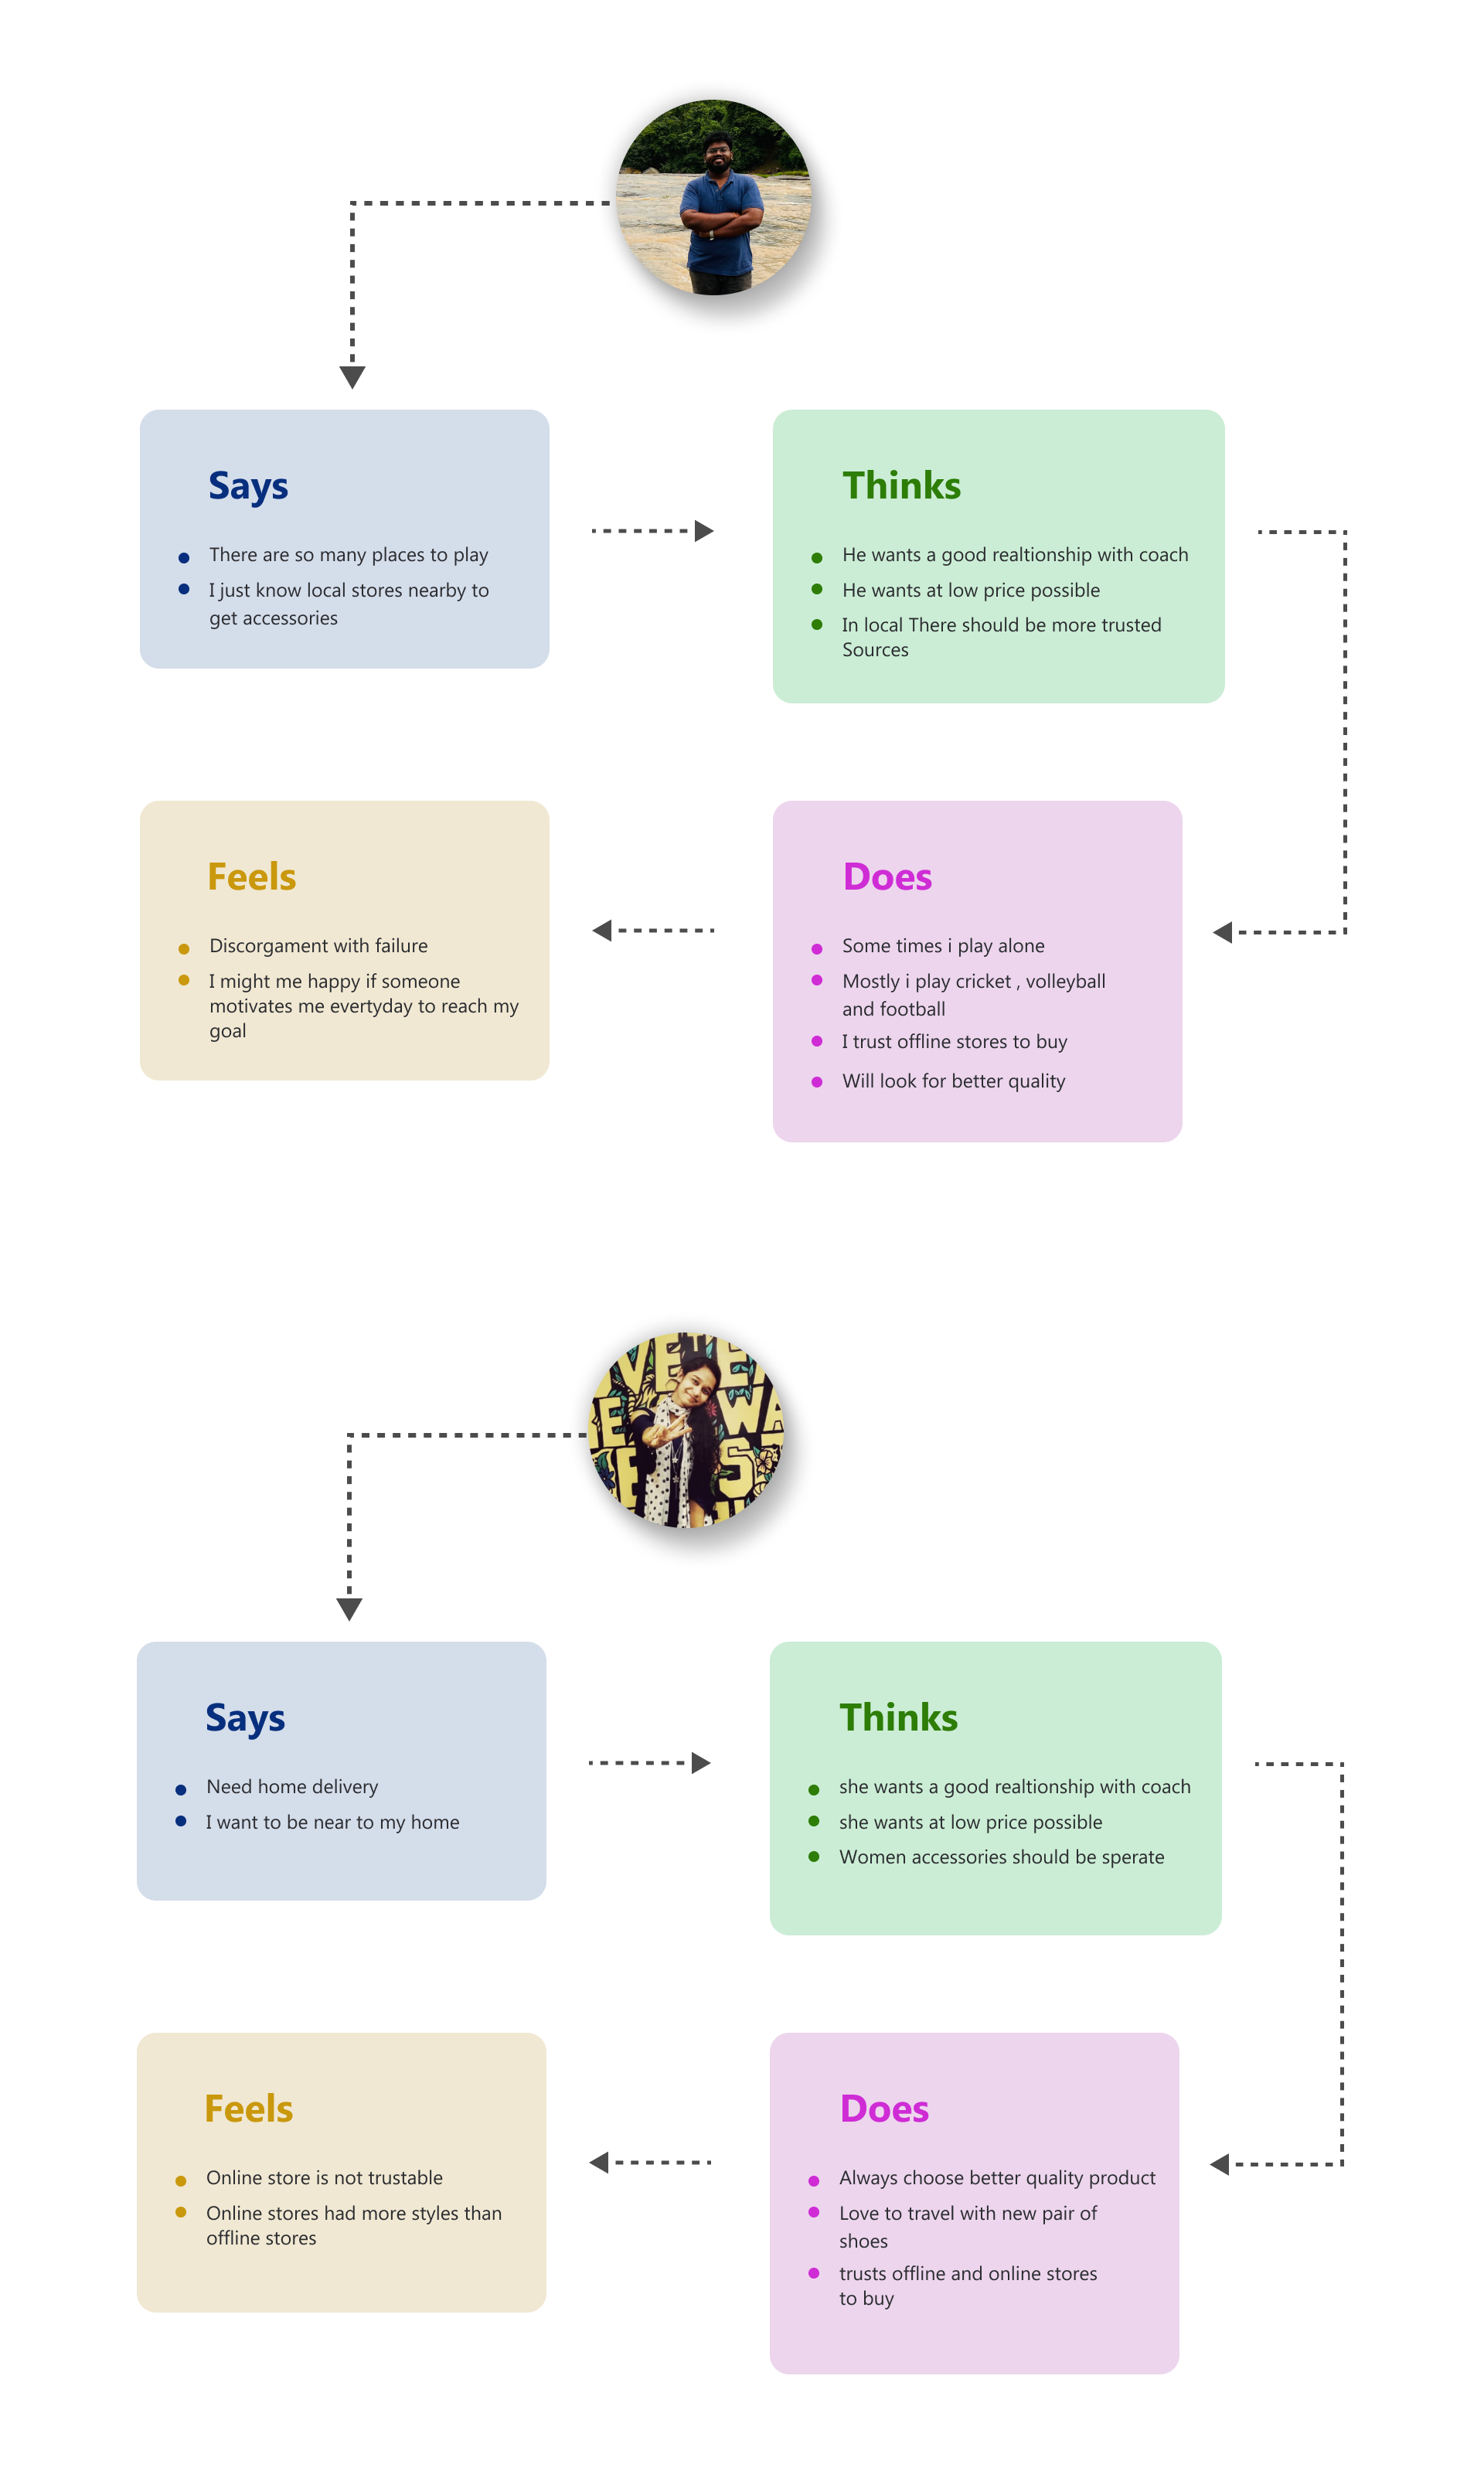 Says
There are so many places to play
I just know local stores nearby to
get accessories
Thinks
He wants a good realtionship with coach
He wants at low price possible
In local There should be more trusted
Sources
Feels
Discorgament with failure
I might me happy if someone
motivates me evertyday to reach my
goal
Does
Some times i play alone
Mostly i play cricket , volleyball
and football
I trust offline stores to buy
Will look for better quality
Says
Need home delivery
I want to be near to my home
Thinks
she wants a good realtionship with coach
she wants at low price possible
Women accessories should be sperate
Feels
Online store is not trustable
Online stores had more styles than
offline stores
Does
Always choose better quality product
Love to travel with new pair of
shoes
trusts offline and online stores
to buy